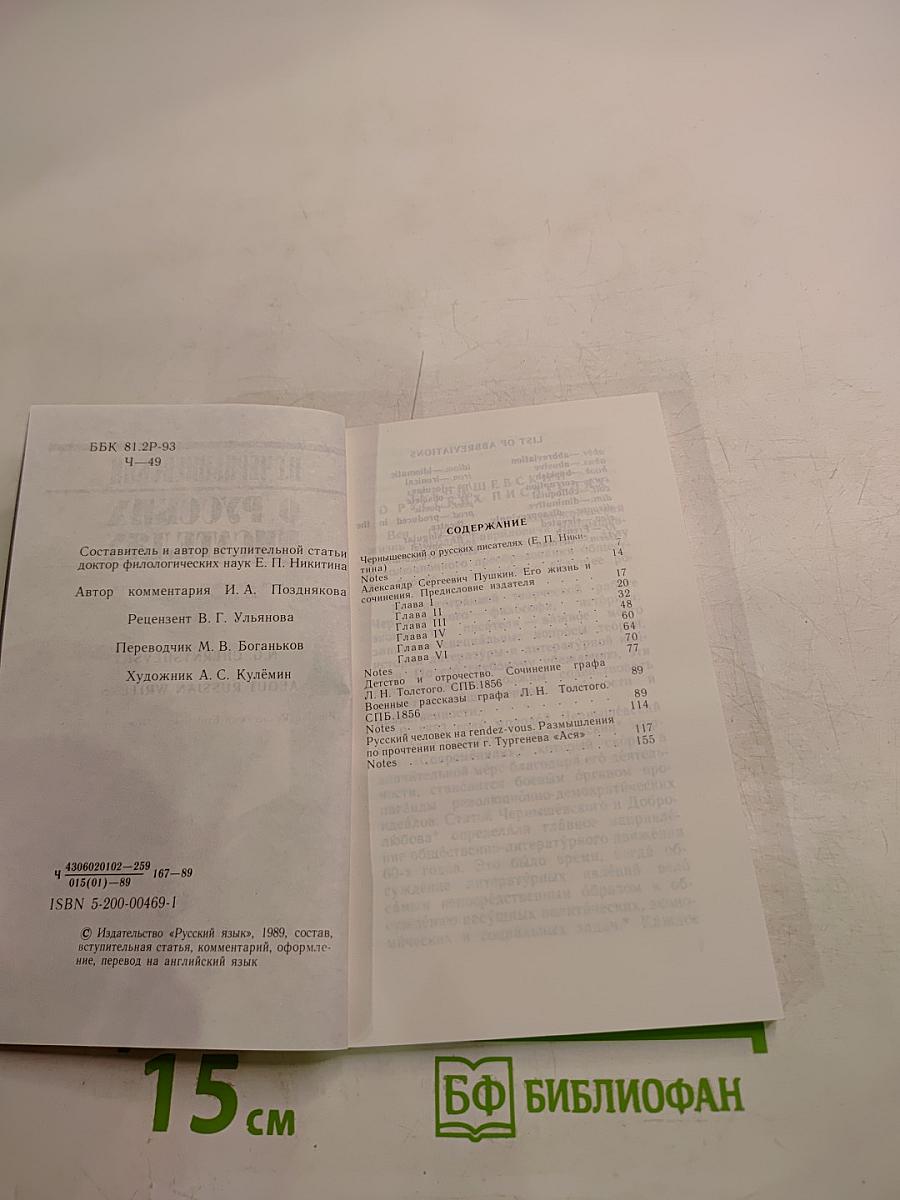 ББК 81.2Р-93
Ч—49
Составитель и автор вступительной статьи
доктор филологических наук Е. П. Никитина
Автор комментария И. А. Позднякова
Рецензент В. Г. Ульянова
Переводчик М. В. Боганьков
Художник А. С. Кулёмин
Ч 4306020102—259 167—89
015(01)—89
ISBN 5-200-00469-1
© Издательство «Русский язык», 1989, состав,
вступительная статья, комментарий, оформле-
ние, перевод на английский язык
СОДЕРЖАНИЕ
Чернышевский о русских писателях (Е. П. Ники-
тина) . . . 7
Notes . . . 14
Александр Сергеевич Пушкин. Его жизнь и
сочинения. Предисловие издателя . . . 17
Глава I . . . 20
Глава II . . . 32
Глава III . . . 48
Глава IV . . . 60
Глава V . . . 64
Глава VI . . . 70
Notes . . . 77
Детство и отрочество. Сочинение графа
Л. Н. Толстого. СПБ.1856 . . . 89
Военные рассказы графа Л. Н. Толстого.
СПБ.1856 . . . 89
Notes . . . 114
Русский человек на rendez-vous. Размышления
по прочтении повести г. Тургенева «Ася» . . . 117
Notes . . . 155
15 см
БФ БИБЛИОФАН